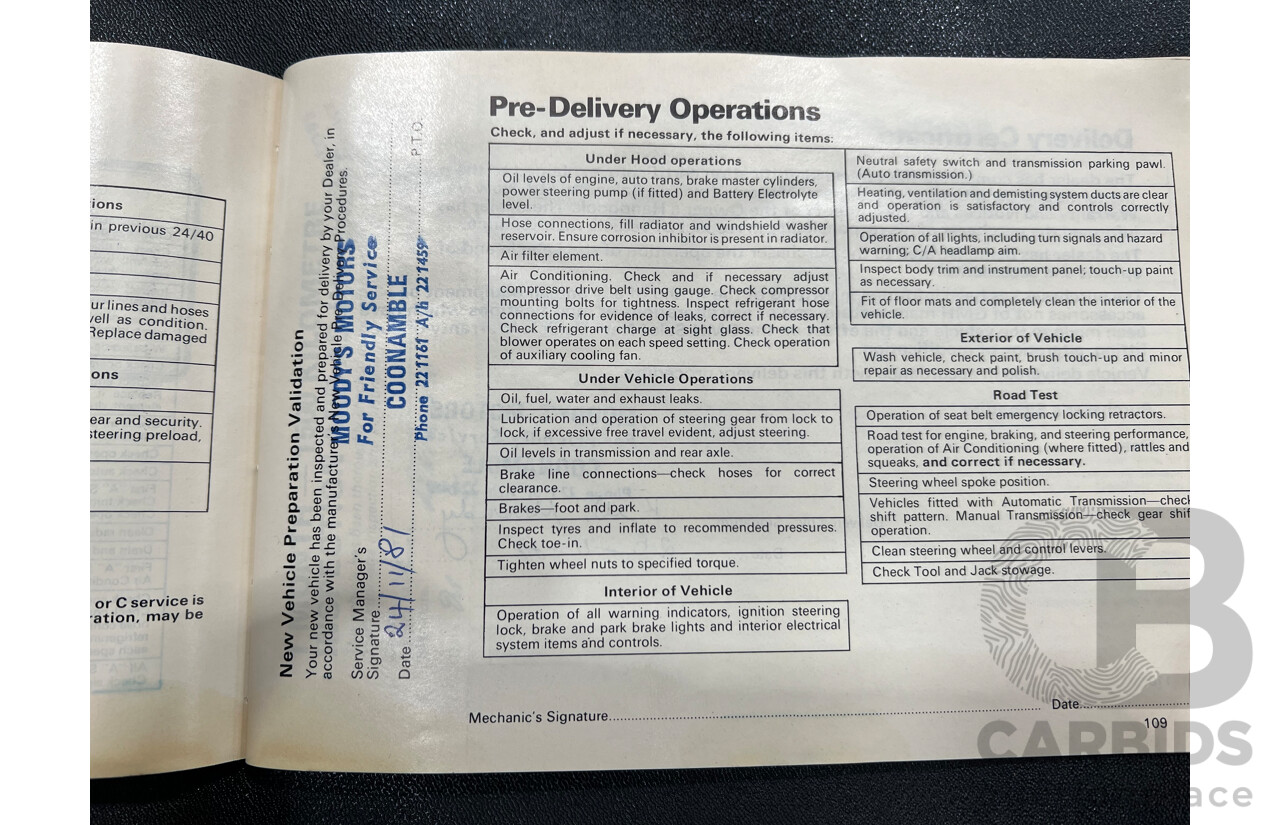 ions
in previous 24/40
ur lines and hoses
well as condition.
Replace damaged
ons
ear and security.
steering preload,
or C service is
ration, may be
New Vehicle Preparation Validation
Your new vehicle has been inspected and prepared for delivery by your Dealer, in
accordance with the manufacturer's New Vehicle Pre-Delivery Procedures.
MOODY'S MOTORS
For Friendly Service
COONAMBLE
Phone 22 1161 A/h 22 1459
Service Manager's
Signature
Date 24/11/81 P.T.O.
Pre-Delivery Operations
Check, and adjust if necessary, the following items:
Under Hood operations
Oil levels of engine, auto trans, brake master cylinders,
power steering pump (if fitted) and Battery Electrolyte
level.
Hose connections, fill radiator and windshield washer
reservoir. Ensure corrosion inhibitor is present in radiator.
Air filter element.
Air Conditioning. Check and if necessary adjust
compressor drive belt using gauge. Check compressor
mounting bolts for tightness. Inspect refrigerant hose
connections for evidence of leaks, correct if necessary.
Check refrigerant charge at sight glass. Check that
blower operates on each speed setting. Check operation
of auxiliary cooling fan.
Under Vehicle Operations
Oil, fuel, water and exhaust leaks.
Lubrication and operation of steering gear from lock to
lock, if excessive free travel evident, adjust steering.
Oil levels in transmission and rear axle.
Brake line connections—check hoses for correct
clearance.
Brakes—foot and park.
Inspect tyres and inflate to recommended pressures.
Check toe-in.
Tighten wheel nuts to specified torque.
Interior of Vehicle
Operation of all warning indicators, ignition steering
lock, brake and park brake lights and interior electrical
system items and controls.
Neutral safety switch and transmission parking pawl.
(Auto transmission.)
Heating, ventilation and demisting system ducts are clear
and operation is satisfactory and controls correctly
adjusted.
Operation of all lights, including turn signals and hazard
warning; C/A headlamp aim.
Inspect body trim and instrument panel; touch-up paint
as necessary.
Fit of floor mats and completely clean the interior of the
vehicle.
Exterior of Vehicle
Wash vehicle, check paint, brush touch-up and minor
repair as necessary and polish.
Road Test
Operation of seat belt emergency locking retractors.
Road test for engine, braking, and steering performance,
operation of Air Conditioning (where fitted), rattles and
squeaks, and correct if necessary.
Steering wheel spoke position.
Vehicles fitted with Automatic Transmission—check
shift pattern. Manual Transmission—check gear shif
operation.
Clean steering wheel and control levers.
Check Tool and Jack stowage.
Mechanic's Signature Date
109
CARBIDS
ace